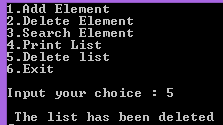 1.Add Element
2.Delete Element
3.Search Element
4.Print List
5.Delete list
6.Exit
Input your choice : 5
The list has been deleted